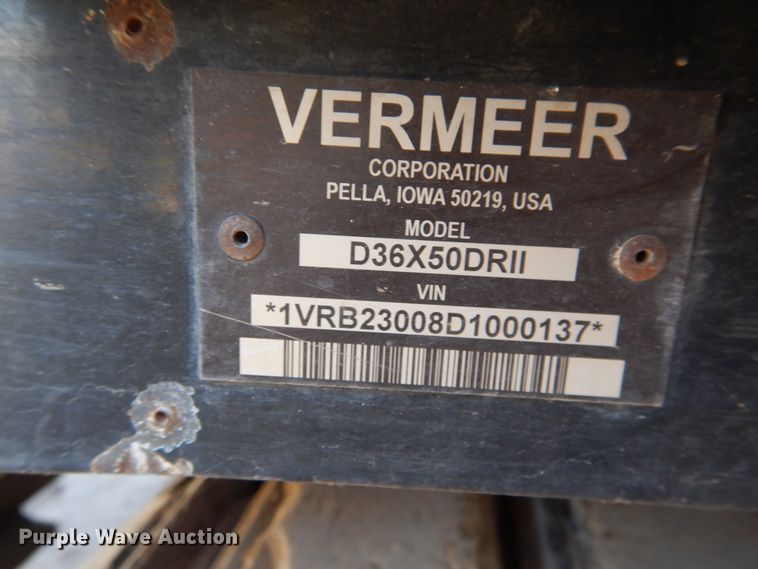 VERMEER
CORPORATION
PELLA, IOWA 50219, USA
MODEL
D36X50DRII
VIN
*1VRB23008D1000137*
Purple Wave Auction